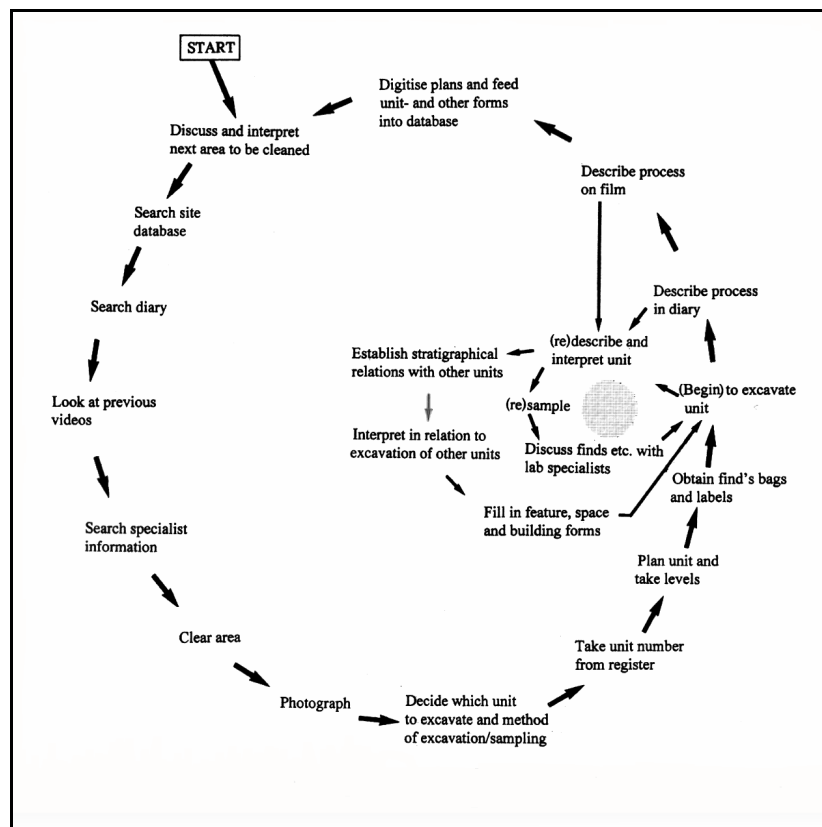 START
Discuss and interpret
next area to be cleaned
Search site
database
Search diary
Look at previous
videos
Search specialist
information
Clear area
Photograph
Decide which unit
to excavate and method
of excavation/sampling
Take unit number
from register
Plan unit and
take levels
Obtain find's bags
and labels
(Begin) to excavate
unit
Describe process
in diary
Describe process
on film
Digitise plans and feed
unit- and other forms
into database
(re)describe and
interpret unit
(re)sample
Discuss finds etc. with
lab specialists
Establish stratigraphical
relations with other units
Interpret in relation to
excavation of other units
Fill in feature, space
and building forms